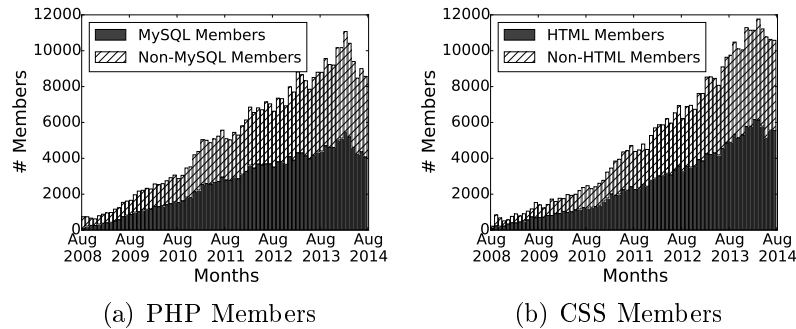 12000
10000
8000
6000
4000
2000
0
# Members
MySQL Members
Non-MySQL Members
Aug 2008
Aug 2009
Aug 2010
Aug 2011
Aug 2012
Aug 2013
Aug 2014
Months
(a) PHP Members
12000
10000
8000
6000
4000
2000
0
# Members
HTML Members
Non-HTML Members
Aug 2008
Aug 2009
Aug 2010
Aug 2011
Aug 2012
Aug 2013
Aug 2014
Months
(b) CSS Members